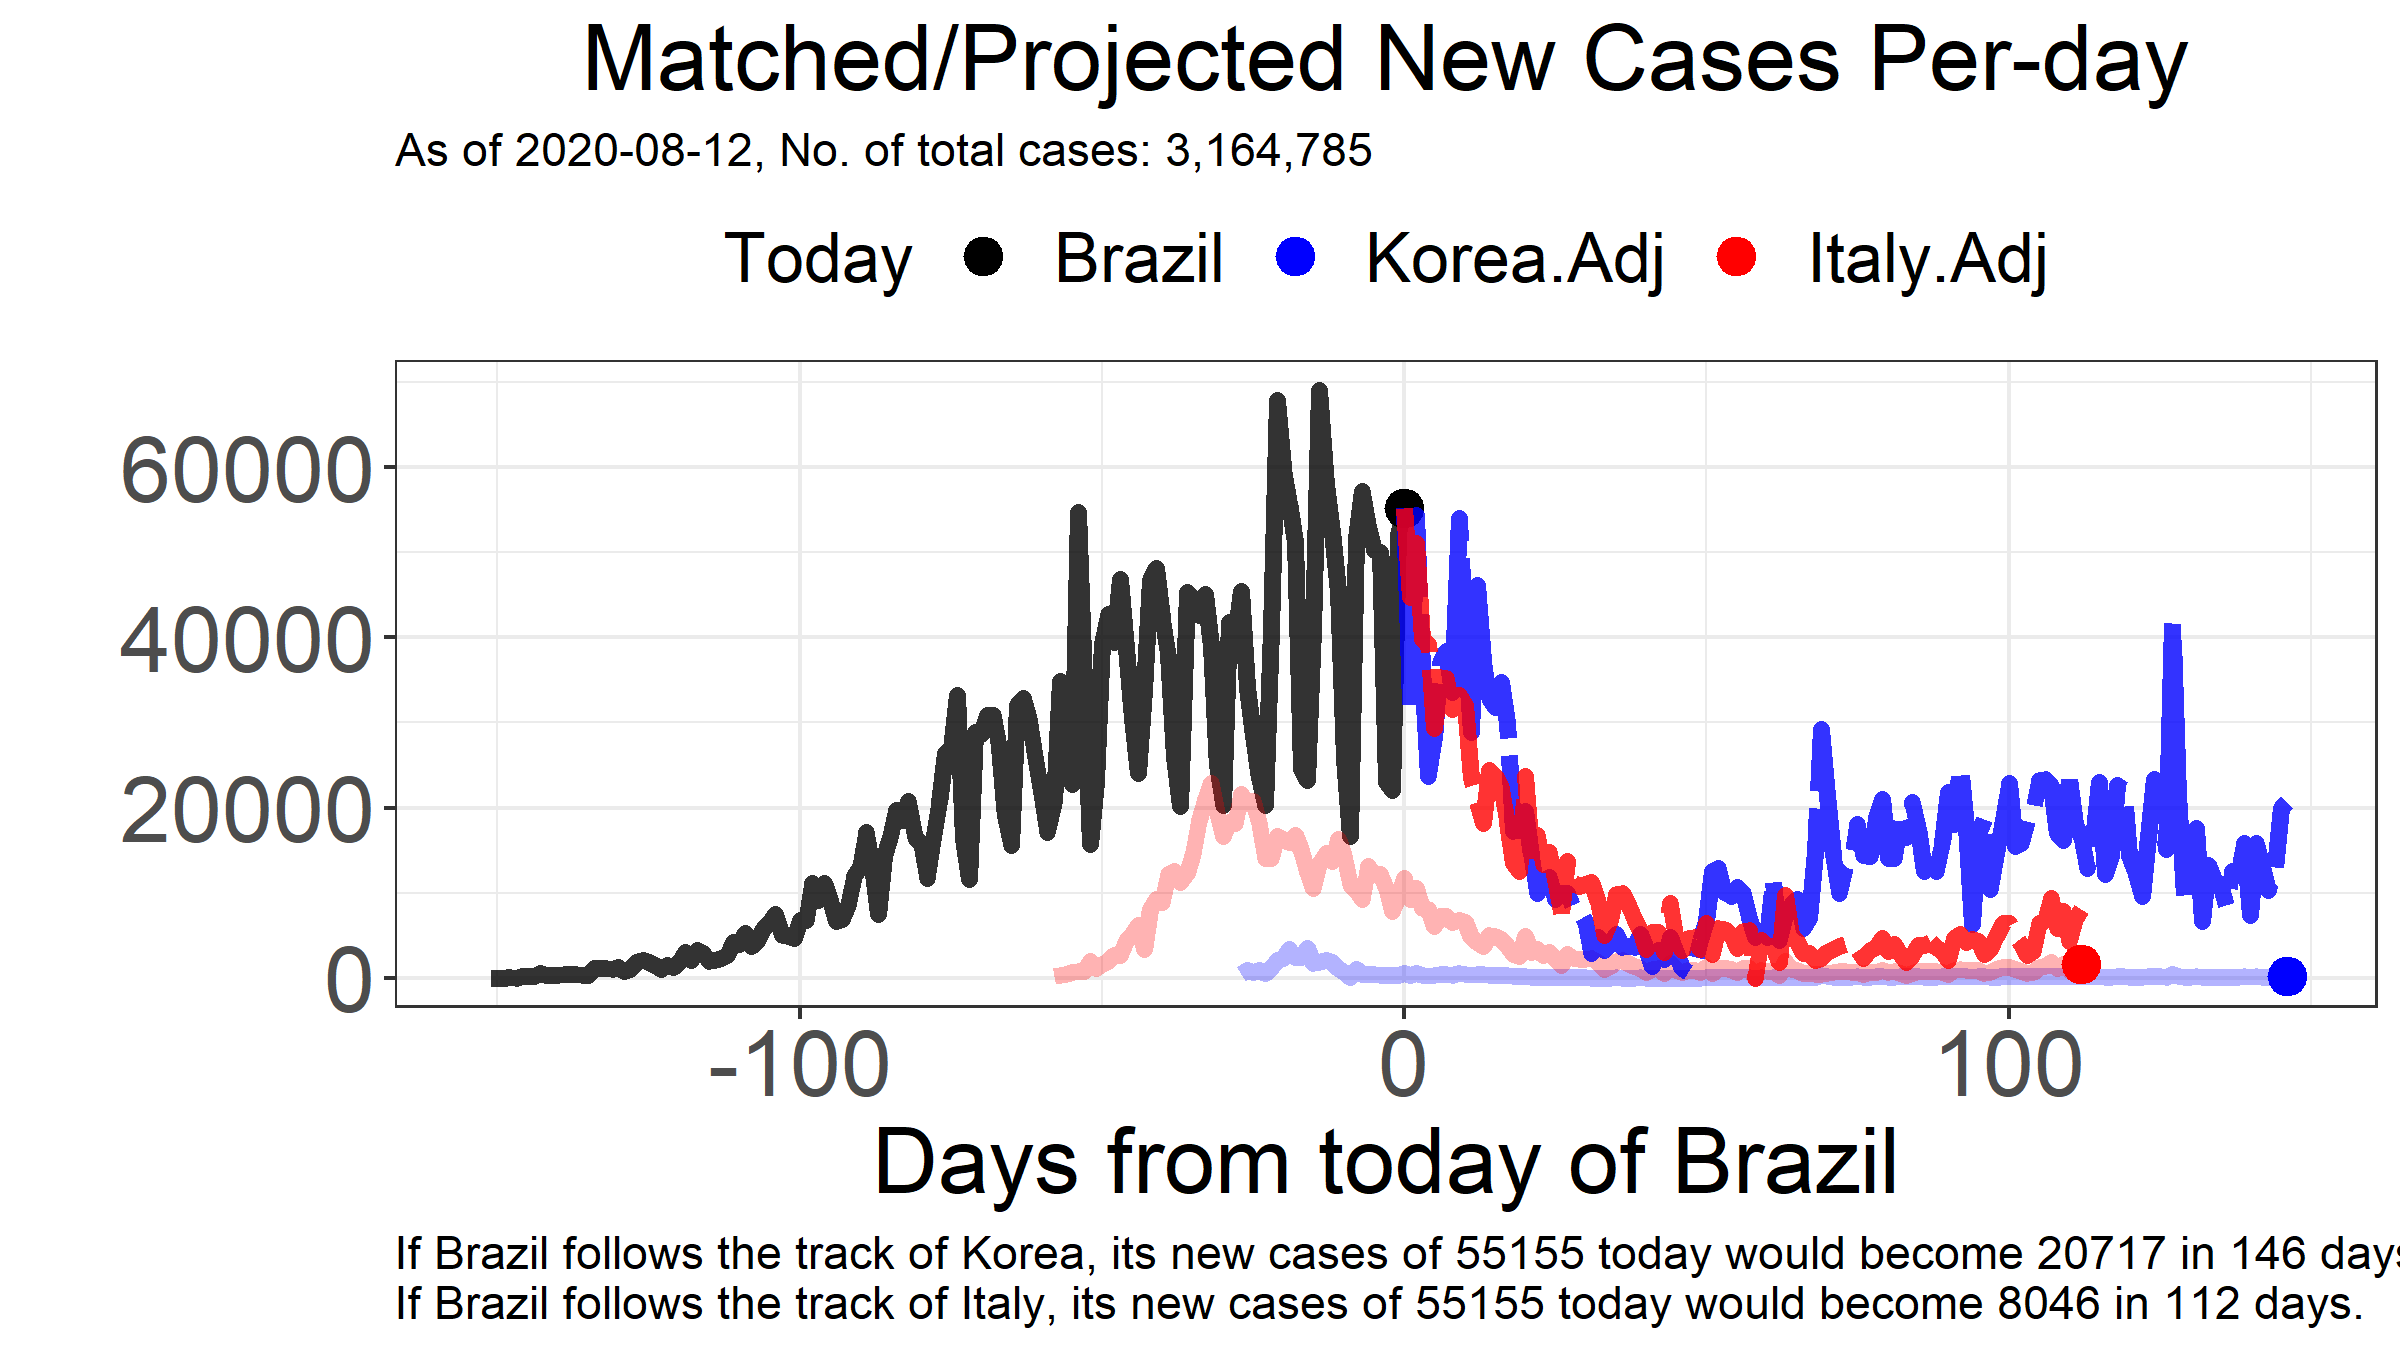 Matched/Projected New Cases Per-day
As of 2020-08-12, No. of total cases: 3,164,785
Today Brazil Korea.Adj Italy.Adj
60000
40000
20000
0
-100 0 100
Days from today of Brazil
If Brazil follows the track of Korea, its new cases of 55155 today would become 20717 in 146 days
If Brazil follows the track of Italy, its new cases of 55155 today would become 8046 in 112 days.